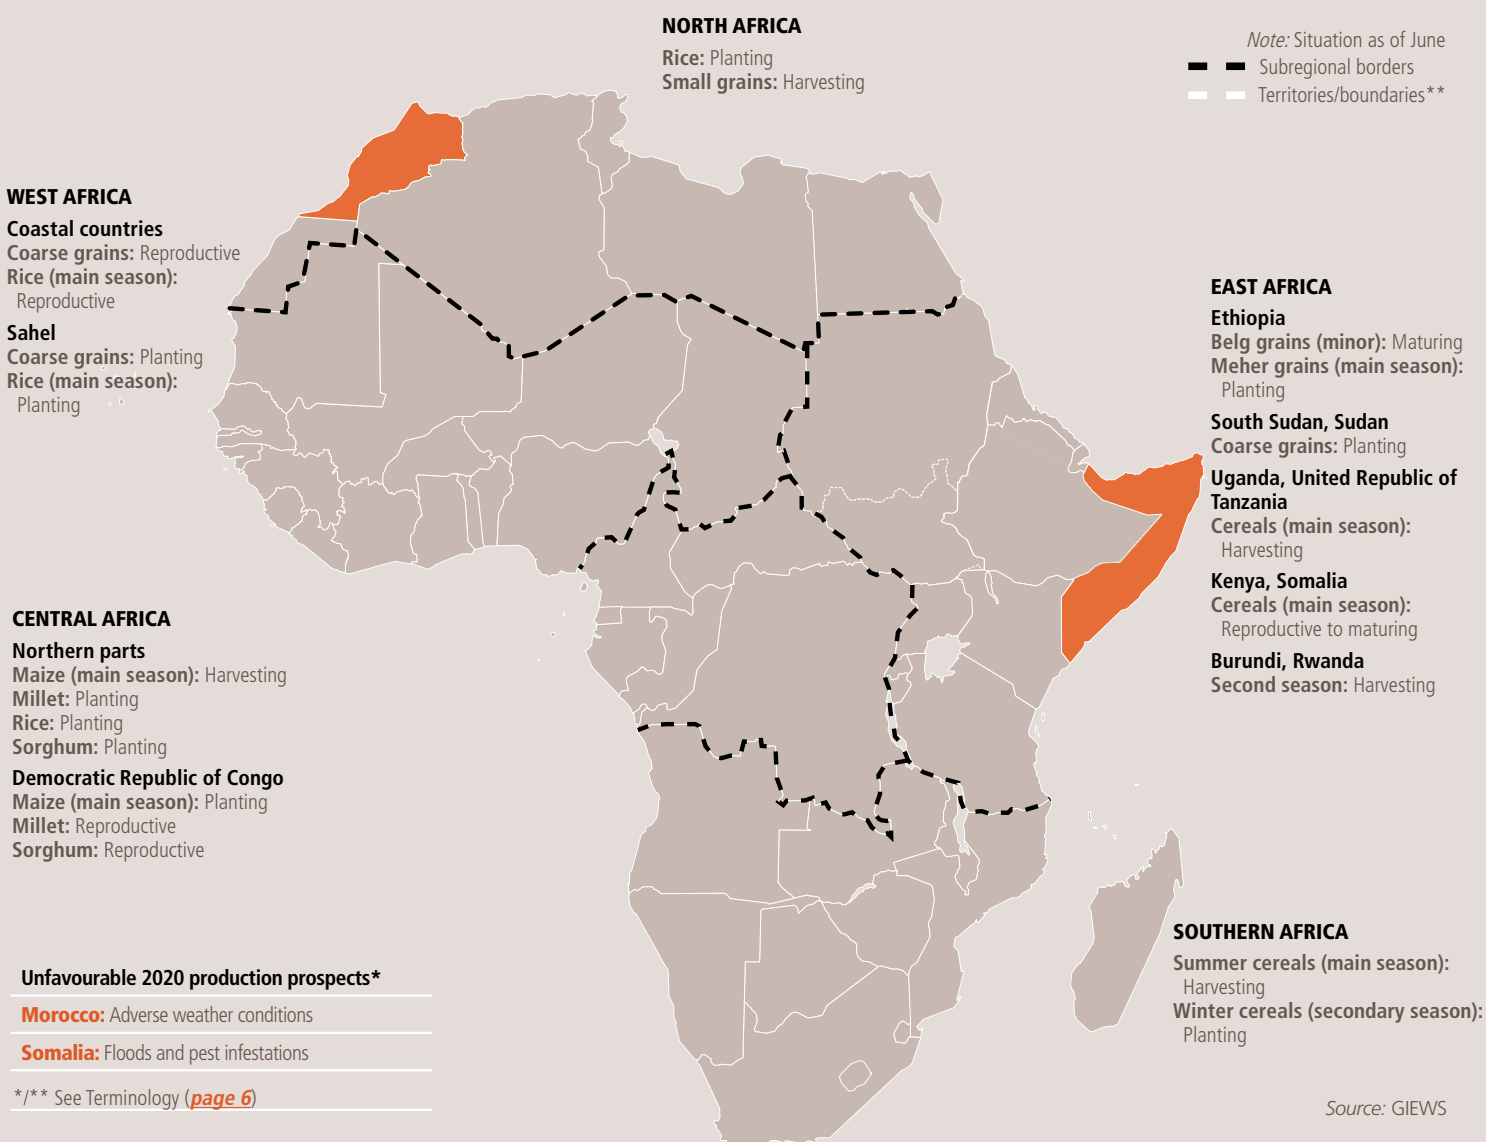 NORTH AFRICA
Rice: Planting
Small grains: Harvesting
Note: Situation as of June
Subregional borders
Territories/boundaries**
WEST AFRICA
Coastal countries
Coarse grains: Reproductive
Rice (main season):
Reproductive
Sahel
Coarse grains: Planting
Rice (main season):
Planting
EAST AFRICA
Ethiopia
Belg grains (minor): Maturing
Meher grains (main season):
Planting
South Sudan, Sudan
Coarse grains: Planting
Uganda, United Republic of
Tanzania
Cereals (main season):
Harvesting
Kenya, Somalia
Cereals (main season):
Reproductive to maturing
Burundi, Rwanda
Second season: Harvesting
CENTRAL AFRICA
Northern parts
Maize (main season): Harvesting
Millet: Planting
Rice: Planting
Sorghum: Planting
Democratic Republic of Congo
Maize (main season): Planting
Millet: Reproductive
Sorghum: Reproductive
SOUTHERN AFRICA
Summer cereals (main season):
Harvesting
Winter cereals (secondary season):
Planting
Unfavourable 2020 production prospects*
Morocco: Adverse weather conditions
Somalia: Floods and pest infestations
*/** See Terminology (page 6)
Source: GIEWS